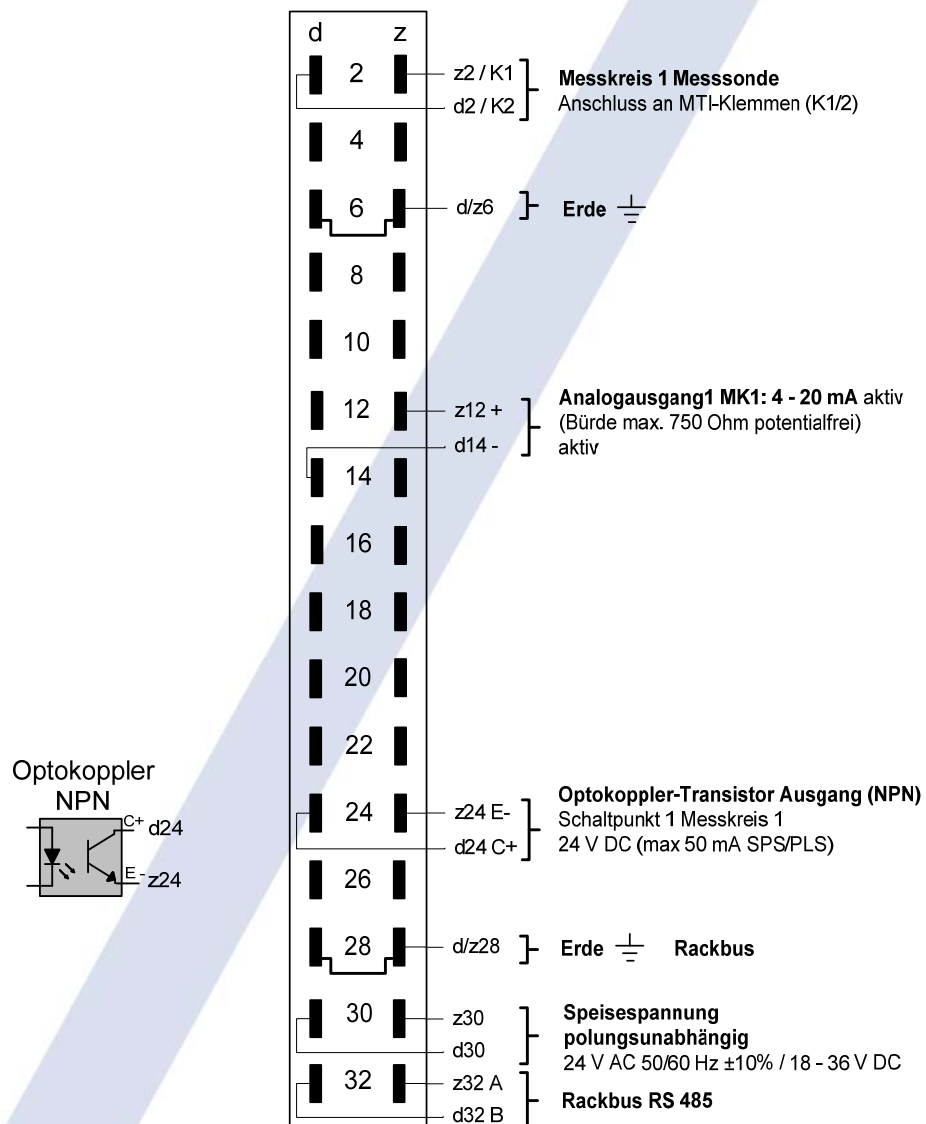 d z
2 z2 / K1 Messkreis 1 Messsonde
d2 / K2 Anschluss an MTI-Klemmen (K1/2)
4
6 d/z6 Erde
8
10
12 z12 + Analogausgang1 MK1: 4 - 20 mA aktiv
(Bürde max. 750 Ohm potentialfrei)
d14 - aktiv
14
16
18
20
22
Optokoppler
NPN
C+ d24
E - z24
24 z24 E- Optokoppler-Transistor Ausgang (NPN)
Schaltpunkt 1 Messkreis 1
d24 C+ 24 V DC (max 50 mA SPS/PLS)
26
28 d/z28 Erde Rackbus
30 z30 Speisespannung
polungsunabhängig
d30 24 V AC 50/60 Hz ±10% / 18 - 36 V DC
32 z32 A Rackbus RS 485
d32 B